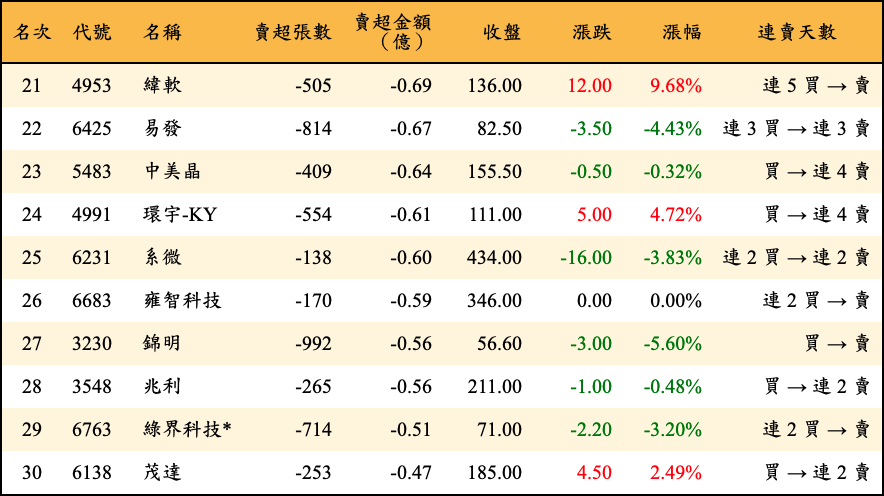 名次 代號 名稱 賣超張數 賣超金額（億） 收盤 漲跌 漲幅 連賣天數
21 4953 緯軟 -505 -0.69 136.00 12.00 9.68% 連 5 買 → 賣
22 6425 易發 -814 -0.67 82.50 -3.50 -4.43% 連 3 買 → 連 3 賣
23 5483 中美晶 -409 -0.64 155.50 -0.50 -0.32% 買 → 連 4 賣
24 4991 環宇-KY -554 -0.61 111.00 5.00 4.72% 買 → 連 4 賣
25 6231 系微 -138 -0.60 434.00 -16.00 -3.83% 連 2 買 → 連 2 賣
26 6683 雍智科技 -170 -0.59 346.00 0.00 0.00% 連 2 買 → 賣
27 3230 錦明 -992 -0.56 56.60 -3.00 -5.60% 買 → 賣
28 3548 兆利 -265 -0.56 211.00 -1.00 -0.48% 買 → 連 2 賣
29 6763 綠界科技* -714 -0.51 71.00 -2.20 -3.20% 連 2 買 → 賣
30 6138 茂達 -253 -0.47 185.00 4.50 2.49% 買 → 連 2 賣